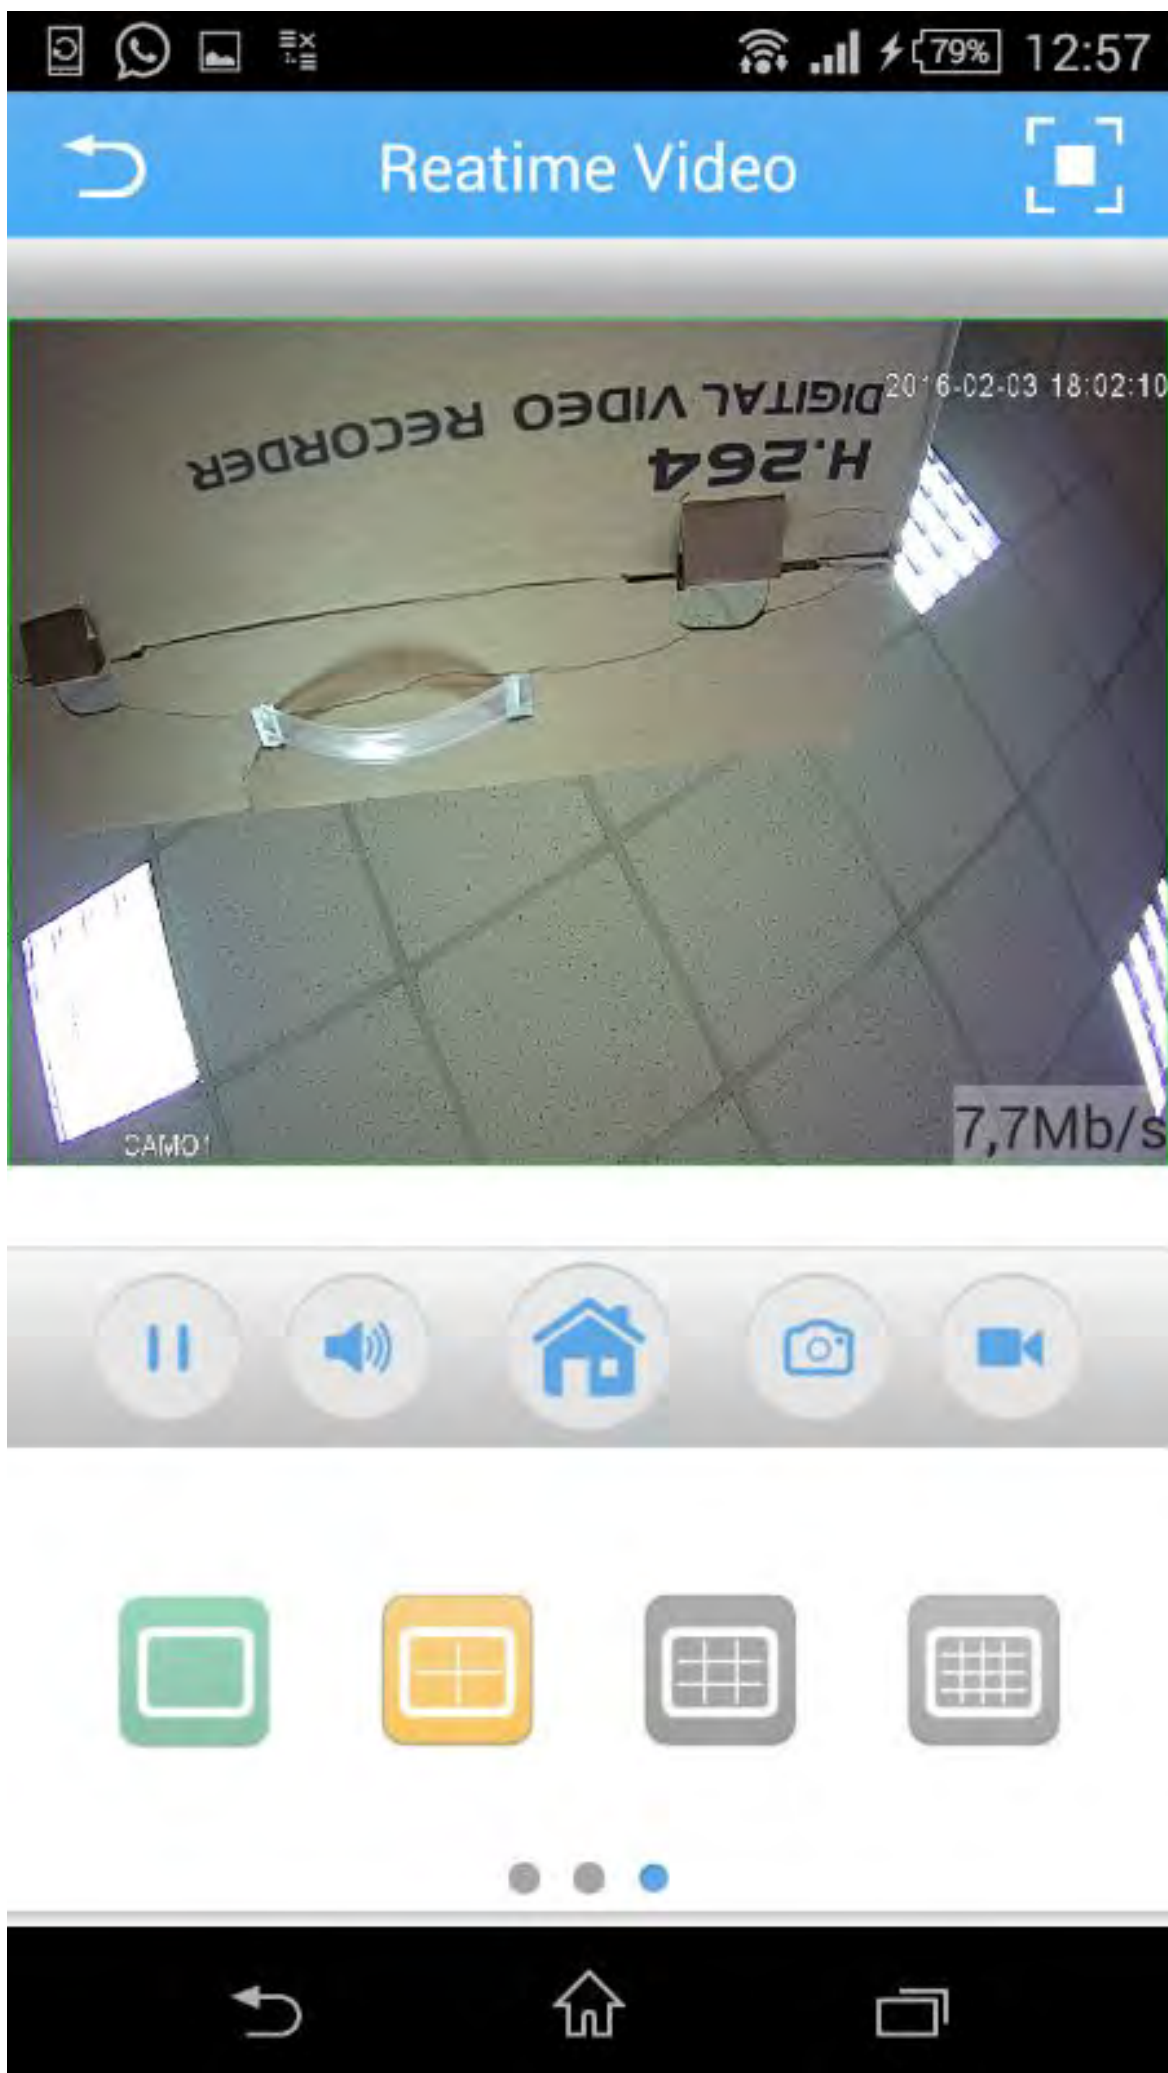 79% 12:57
Reatime Video
2016-02-03 18:02:10
DIGITAL VIDEO RECORDER
H.264
CAM01
7,7Mb/s